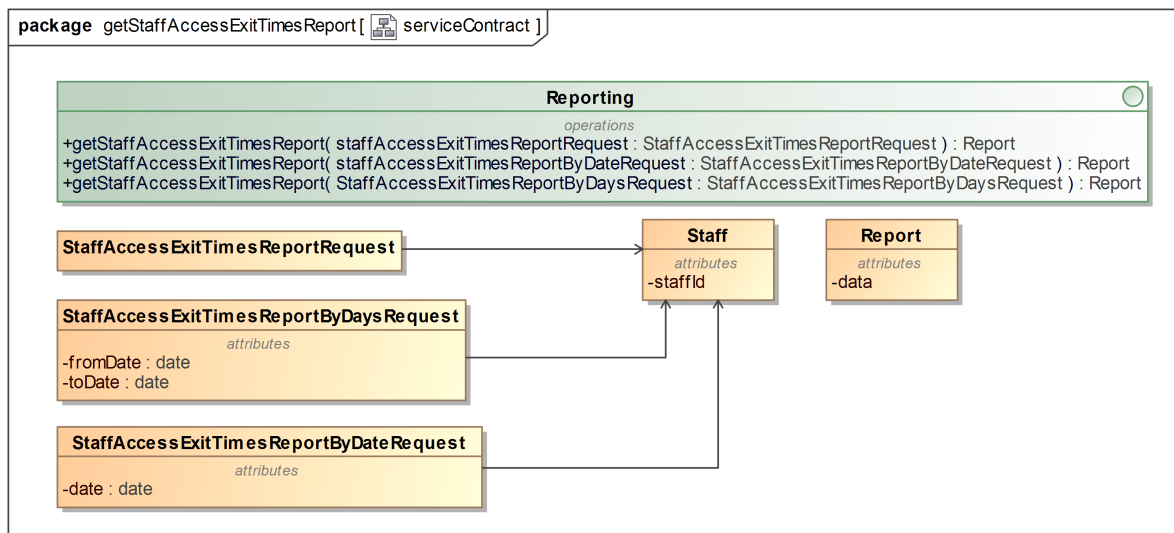 package getStaffAccessExitTimesReport [ serviceContract ]
Reporting
operations
+getStaffAccessExitTimesReport( staffAccessExitTimesReportRequest : StaffAccessExitTimesReportRequest ) : Report
+getStaffAccessExitTimesReport( staffAccessExitTimesReportByDateRequest : StaffAccessExitTimesReportByDateRequest ) : Report
+getStaffAccessExitTimesReport( StaffAccessExitTimesReportByDaysRequest : StaffAccessExitTimesReportByDaysRequest ) : Report
StaffAccessExitTimesReportRequest
Staff
attributes
-staffId
Report
attributes
-data
StaffAccessExitTimesReportByDaysRequest
attributes
-fromDate : date
-toDate : date
StaffAccessExitTimesReportByDateRequest
attributes
-date : date